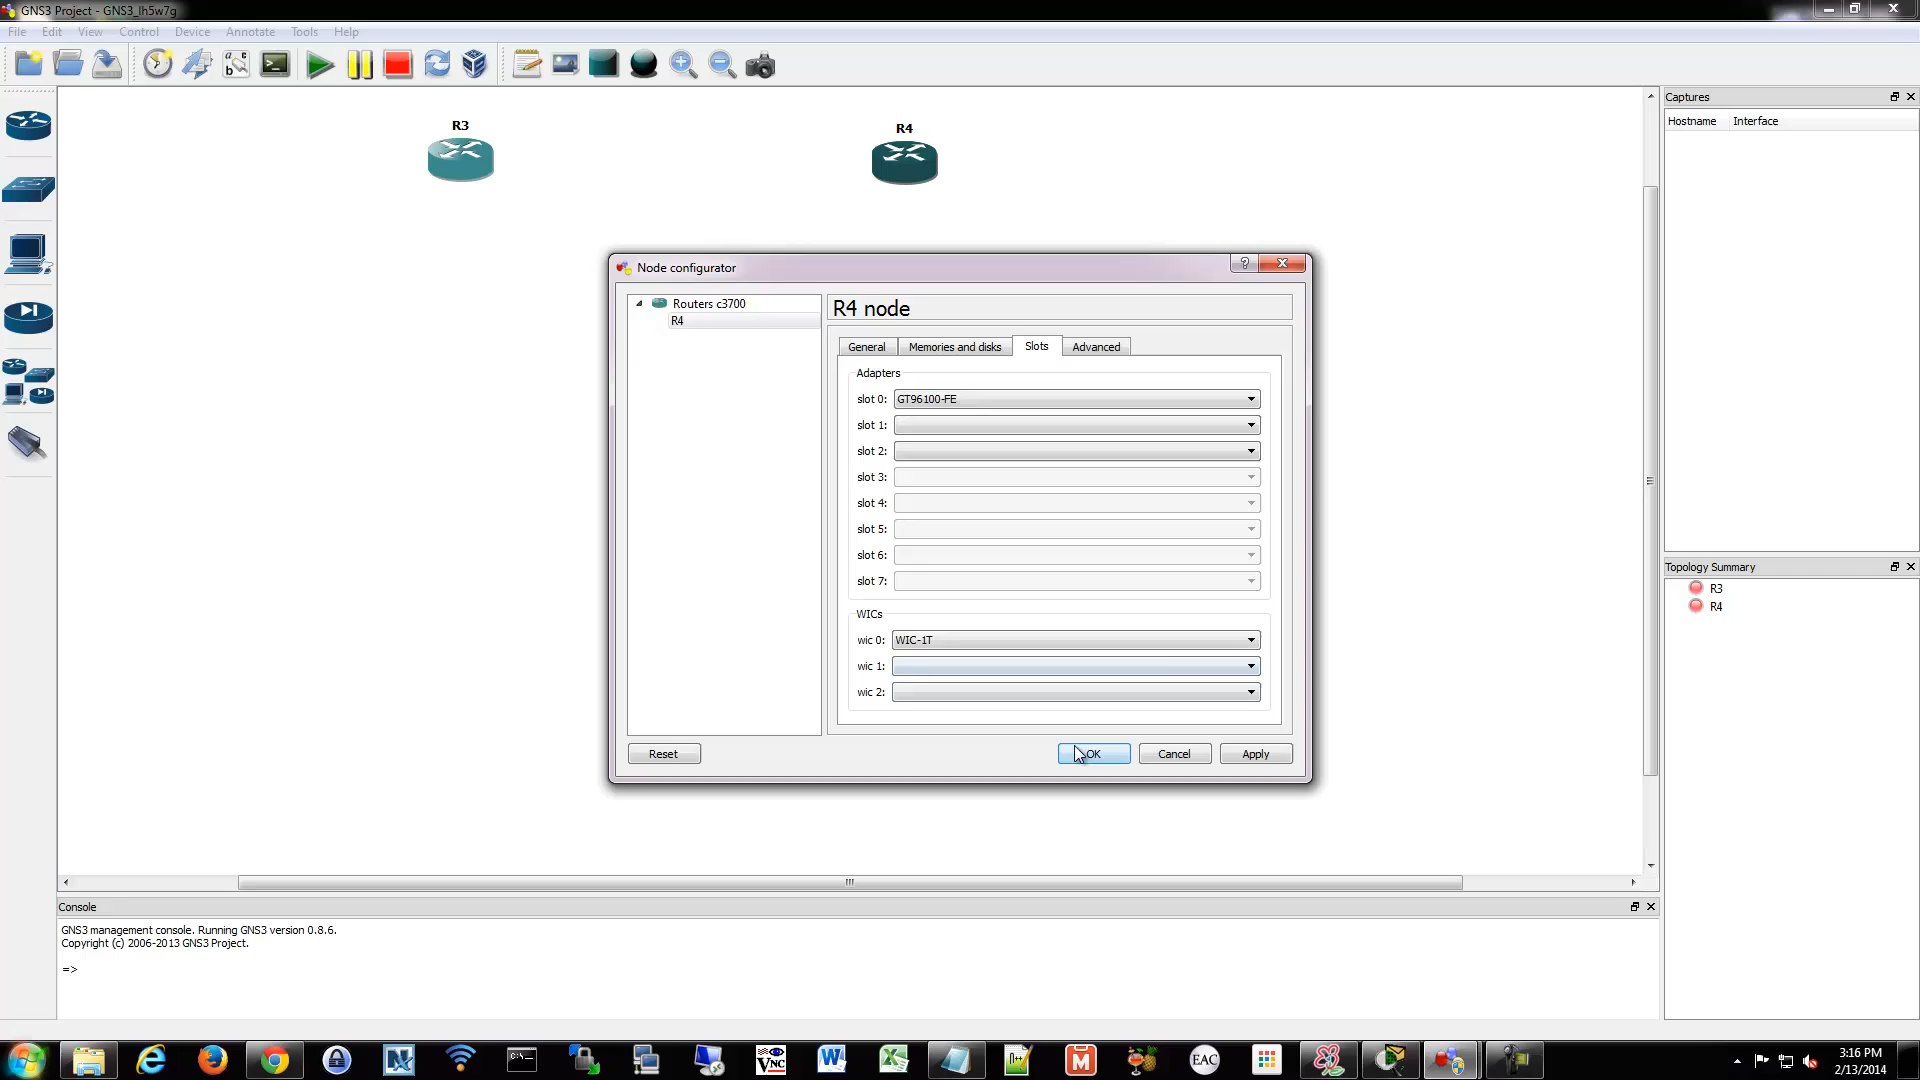 GNS3 Project - GNS3_lh5w7g
File Edit View Control Device Annotate Tools Help
R3
R4
Captures
Hostname Interface
Node configurator
Routers c3700
R4
R4 node
General Memories and disks Slots Advanced
Adapters
slot 0: GT96100-FE
slot 1:
slot 2:
slot 3:
slot 4:
slot 5:
slot 6:
slot 7:
WICs
wic 0: WIC-1T
wic 1:
wic 2:
Reset OK Cancel Apply
Topology Summary
R3
R4
Console
GNS3 management console. Running GNS3 version 0.8.6.
Copyright (c) 2006-2013 GNS3 Project.
=>
EAC
3:16 PM
2/13/2014